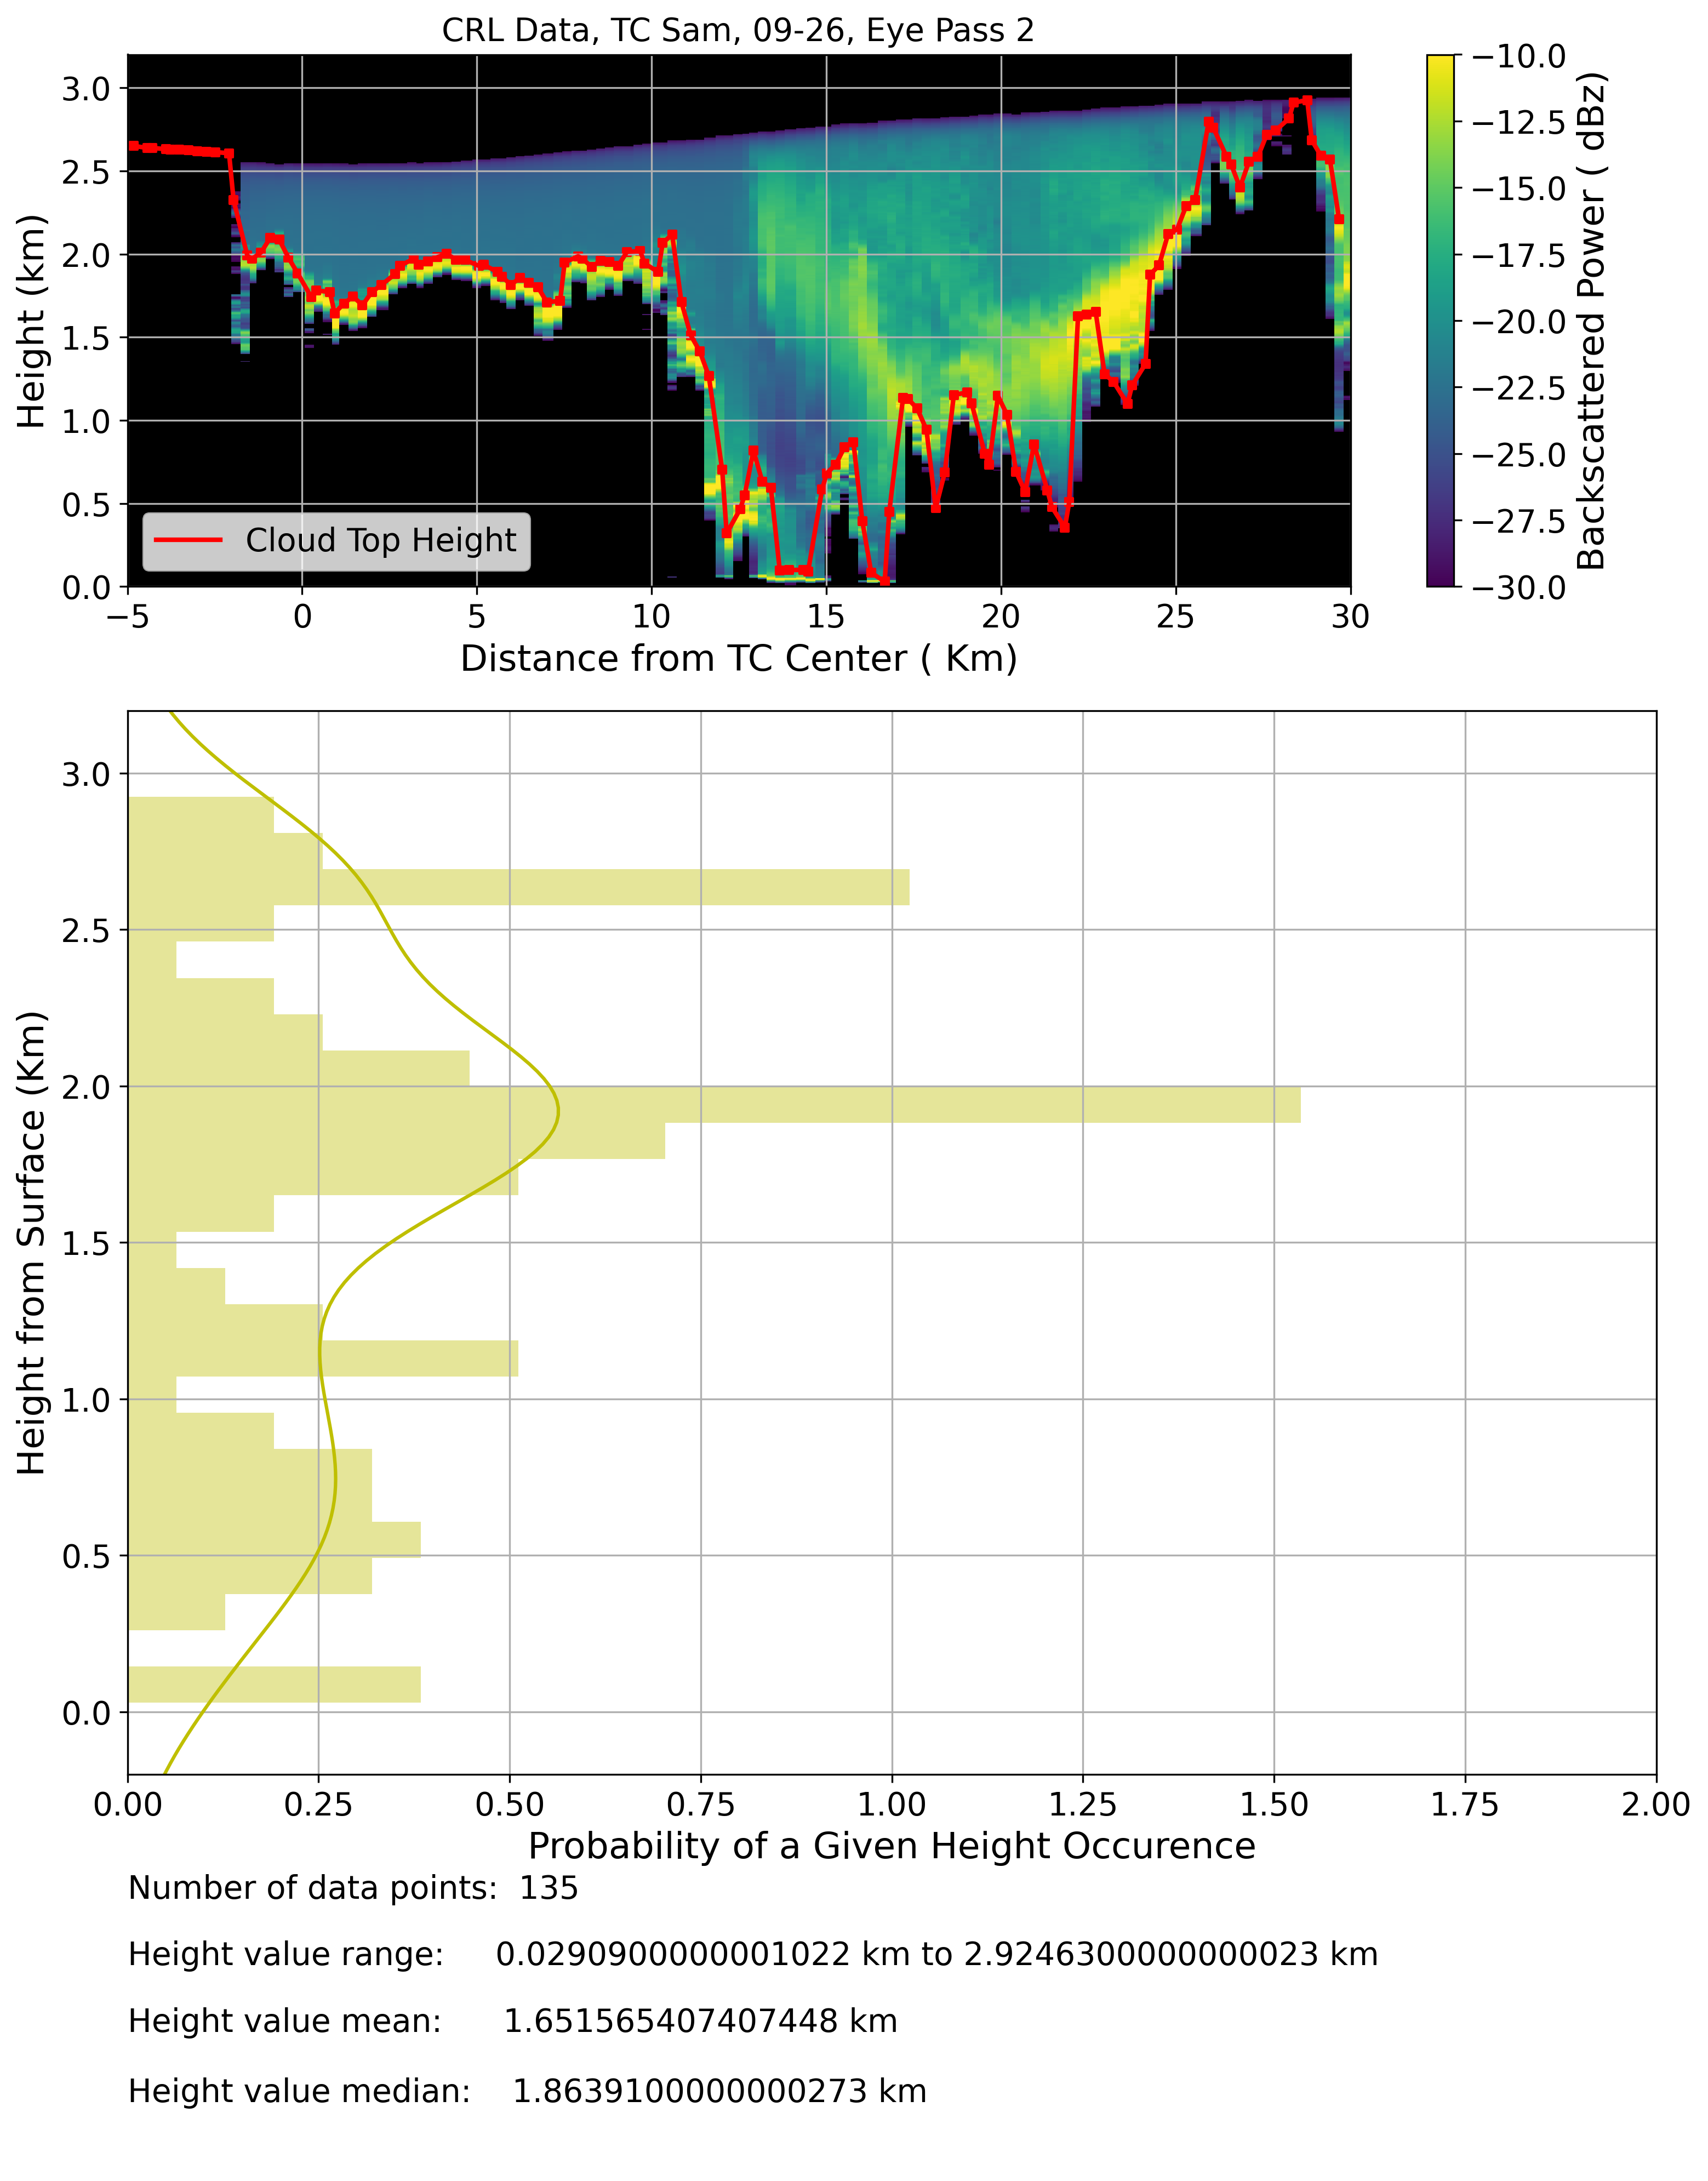 CRL Data, TC Sam, 09-26, Eye Pass 2
Height (km)
3.0
2.5
2.0
1.5
1.0
0.5
0.0
Cloud Top Height
−5 0 5 10 15 20 25 30
Distance from TC Center ( Km)
−10.0
−12.5
−15.0
−17.5
−20.0
−22.5
−25.0
−27.5
−30.0
Backscattered Power ( dBz)
Height from Surface (Km)
3.0
2.5
2.0
1.5
1.0
0.5
0.0
0.00 0.25 0.50 0.75 1.00 1.25 1.50 1.75 2.00
Probability of a Given Height Occurence
Number of data points: 135
Height value range: 0.0290900000001022 km to 2.9246300000000023 km
Height value mean: 1.651565407407448 km
Height value median: 1.8639100000000273 km